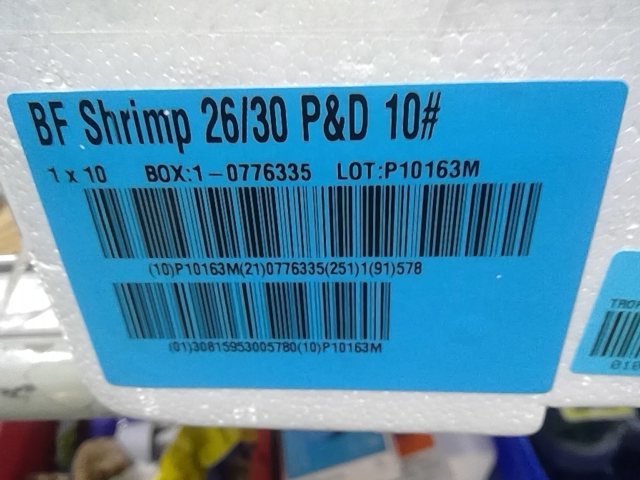 BF Shrimp 26/30 P&D 10#
1 x 10 BOX:1-0776335 LOT:P10163M
(10)P10163M(21)0776335(251)1(91)578
(01)30815953005780(10)P10163M